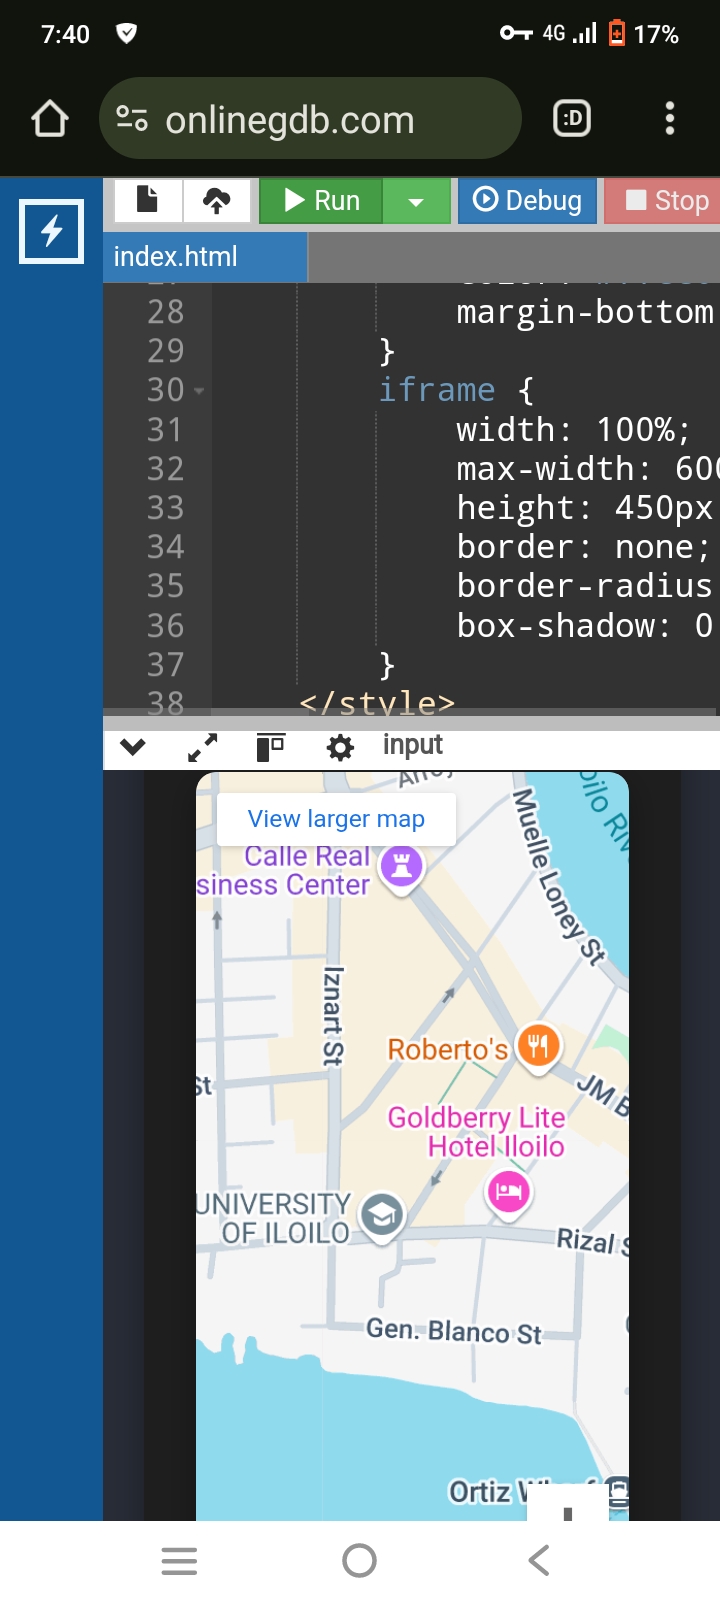 7:40
4G
17%
onlinegdb.com
:D
Run
Debug
Stop
index.html
28 margin-bottom
29 }
30 iframe {
31 width: 100%;
32 max-width: 600
33 height: 450px
34 border: none;
35 border-radius
36 box-shadow: 0
37 }
38 </style>
input
View larger map
Calle Real
siness Center
Muelle Loney St
Iznart St
Roberto's
St
JM B
Goldberry Lite
Hotel Iloilo
UNIVERSITY
OF ILOILO
Rizal S
Gen. Blanco St
Ortiz